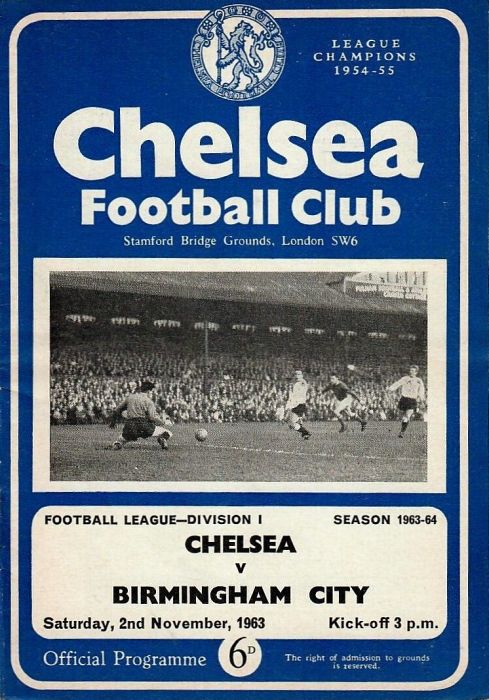 LEAGUE
CHAMPIONS
1954-55
Chelsea
Football Club
Stamford Bridge Grounds, London SW6
FOOTBALL LEAGUE—DIVISION I SEASON 1963-64
CHELSEA
v
BIRMINGHAM CITY
Saturday, 2nd November, 1963 Kick-off 3 p.m.
Official Programme 6D The right of admission to grounds
is reserved.